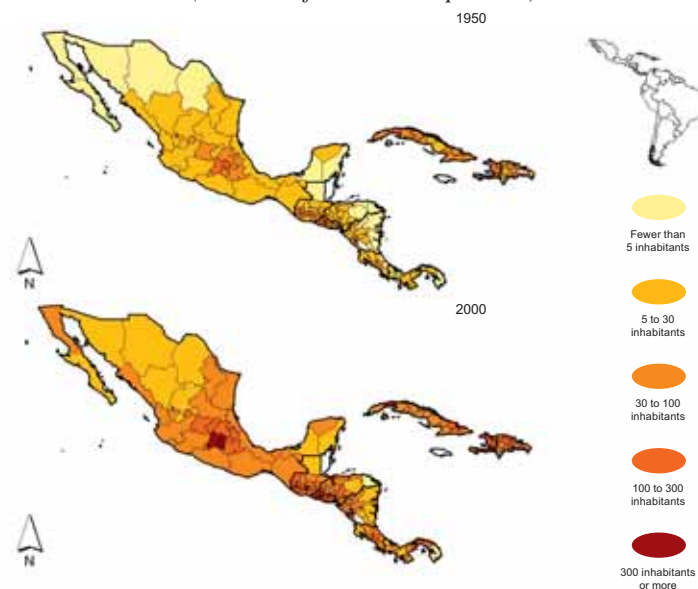 1950
N
2000
N
Fewer than
5 inhabitants
5 to 30
inhabitants
30 to 100
inhabitants
100 to 300
inhabitants
300 inhabitants
or more